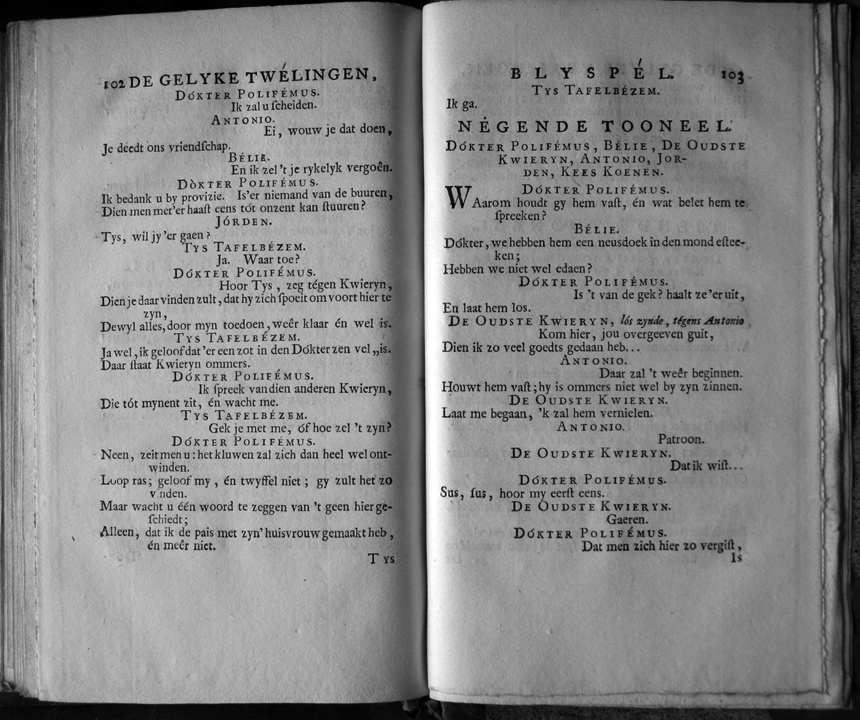 102 DE GELYKE TWÉLINGEN,
DÓKTER POLIFÉMUS.
Ik zal u ſcheiden.
ANTONIO.
Ei, wouw je dat doen,
Je deedt ons vriendſchap.
BÉLIE.
En ik zel 't je rykelyk vergoên.
DÒKTER POLIFÉMUS.
Ik bedank u by provizie. Is'er niemand van de buuren,
Dien men met'er haaſt eens tót onzent kan ſtuuren?
JÓRDEN.
Tys, wil jy 'er gaen?
TYS TAFELBÉZEM.
Ja. Waar toe?
DÓKTER POLIFÉMUS.
Hoor Tys, zeg tégen Kwieryn,
Dien je daar vinden zult, dat hy zich ſpoeit om voort hier te
zyn,
Dewyl alles, door myn toedoen, weêr klaar én wel is.
TYS TAFELBÉZEM.
Ja wel, ik geloof dat 'er een zot in den Dókter zen vel „is.
Daar ſtaat Kwieryn ommers.
DÓKTER POLIFÉMUS.
Ik ſpreek van dien anderen Kwieryn,
Die tót mynent zit, én wacht me.
TYS TAFELBÉZEM.
Gek je met me, óf hoe zel 't zyn?
DÓKTER POLIFÉMUS.
Neen, zeit men u: het kluwen zal zich dan heel wel ont-
winden.
Loop ras; geloof my, én twyffel niet; gy zult het zo
vinden.
Maar wacht u één woord te zeggen van 't geen hier ge-
ſchiedt;
Alleen, dat ik de pais met zyn' huisvrouw gemaakt heb,
én meêr niet.
TYS
BLYSPÉL. 103
TYS TAFELBÉZEM.
Ik ga.
NÉGENDE TOONEEL.
DÓKTER POLIFÉMUS, BÉLIE, DE OUDSTE
KWIERYN, ANTONIO, JOR-
DEN, KEES KOENEN.
DÓKTER POLIFÉMUS.
WAarom houdt gy hem vaſt, én wat belet hem te
ſpreeken?
BÉLIE.
Dókter, we hebben hem een neusdoek in den mond eſtee-
ken;
Hebben we niet wel edaen?
DÓKTER POLIFÉMUS.
Is 't van de gek? haalt ze 'er uit,
En laat hem los.
DE OUDSTE KWIERYN, lós zynde, tégens Antonio
Kom hier, jou overgeeven guit,
Dien ik zo veel goedts gedaan heb...
ANTONIO.
Daar zal 't weêr beginnen.
Houwt hem vaſt; hy is ommers niet wel by zyn zinnen.
DE OUDSTE KWIERYN.
Laat me begaan, 'k zal hem vernielen.
ANTONIO.
Patroon.
DE OUDSTE KWIERYN.
Dat ik wiſt...
DÓKTER POLIFÉMUS.
Sus, ſus, hoor my eerſt eens.
DE OUDSTE KWIERYN.
Gaeren.
DÓKTER POLIFÉMUS.
Dat men zich hier zo vergiſt,
Is